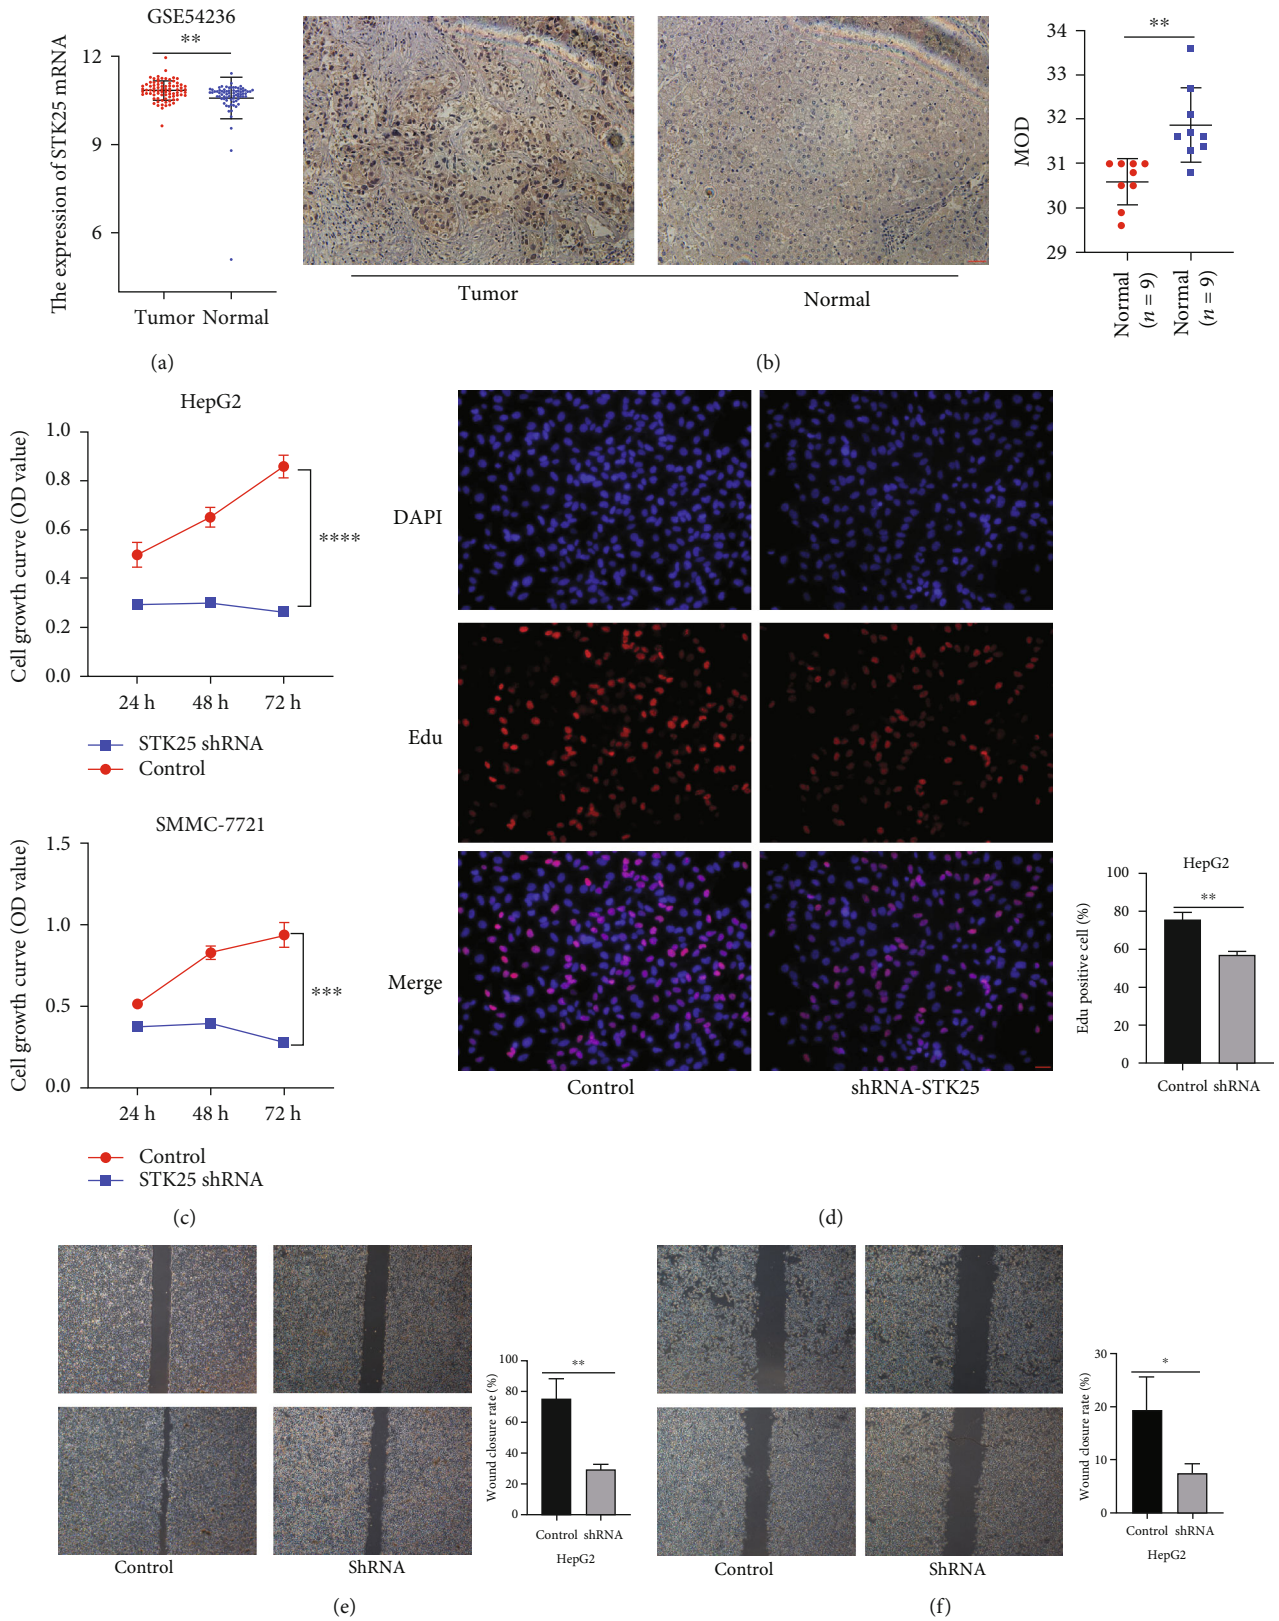 GSE54236
**
The expression of STK25 mRNA
12
9
6
Tumor Normal
(a)
Tumor
Normal
**
MOD
34
33
32
31
30
29
Normal
(n = 9)
Normal
(n = 9)
(b)
HepG2
Cell growth curve (OD value)
1.0
0.8
0.6
0.4
0.2
0.0
****
24 h 48 h 72 h
STK25 shRNA
Control
SMMC-7721
Cell growth curve (OD value)
1.5
1.0
0.5
0.0
***
24 h 48 h 72 h
Control
STK25 shRNA
(c)
DAPI
Edu
Merge
Control
shRNA-STK25
HepG2
**
Edu positive cell (%)
100
80
60
40
20
0
Control shRNA
(d)
Control
ShRNA
**
Wound closure rate (%)
100
80
60
40
20
0
Control shRNA
HepG2
(e)
Control
ShRNA
*
Wound closure rate (%)
30
20
10
0
Control shRNA
HepG2
(f)